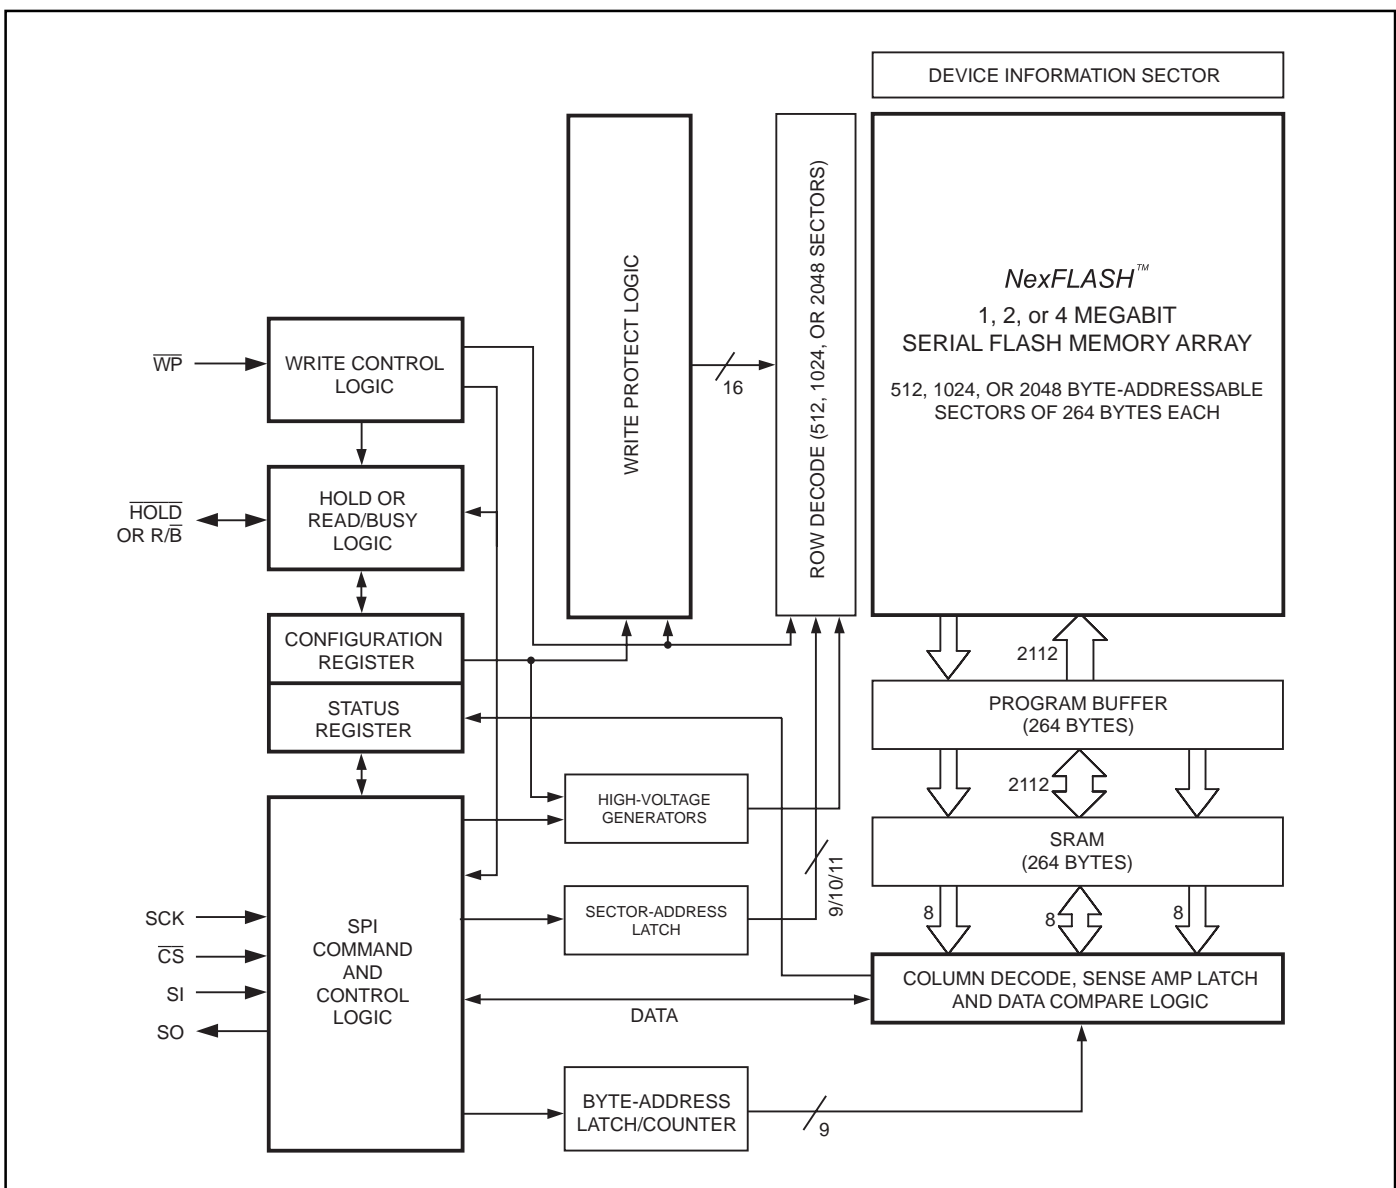 DEVICE INFORMATION SECTOR
WRITE PROTECT LOGIC
ROW DECODE (512, 1024, OR 2048 SECTORS)
NexFLASH™
1, 2, or 4 MEGABIT
SERIAL FLASH MEMORY ARRAY
512, 1024, OR 2048 BYTE-ADDRESSABLE
SECTORS OF 264 BYTES EACH
W̅P̅
WRITE CONTROL
LOGIC
16
H̅O̅L̅D̅
OR R/B̅
HOLD OR
READ/BUSY
LOGIC
CONFIGURATION
REGISTER
STATUS
REGISTER
2112
PROGRAM BUFFER
(264 BYTES)
2112
HIGH-VOLTAGE
GENERATORS
SRAM
(264 BYTES)
9/10/11
SECTOR-ADDRESS
LATCH
8
8
8
SCK
C̅S̅
SI
SO
SPI
COMMAND
AND
CONTROL
LOGIC
DATA
COLUMN DECODE, SENSE AMP LATCH
AND DATA COMPARE LOGIC
BYTE-ADDRESS
LATCH/COUNTER
9